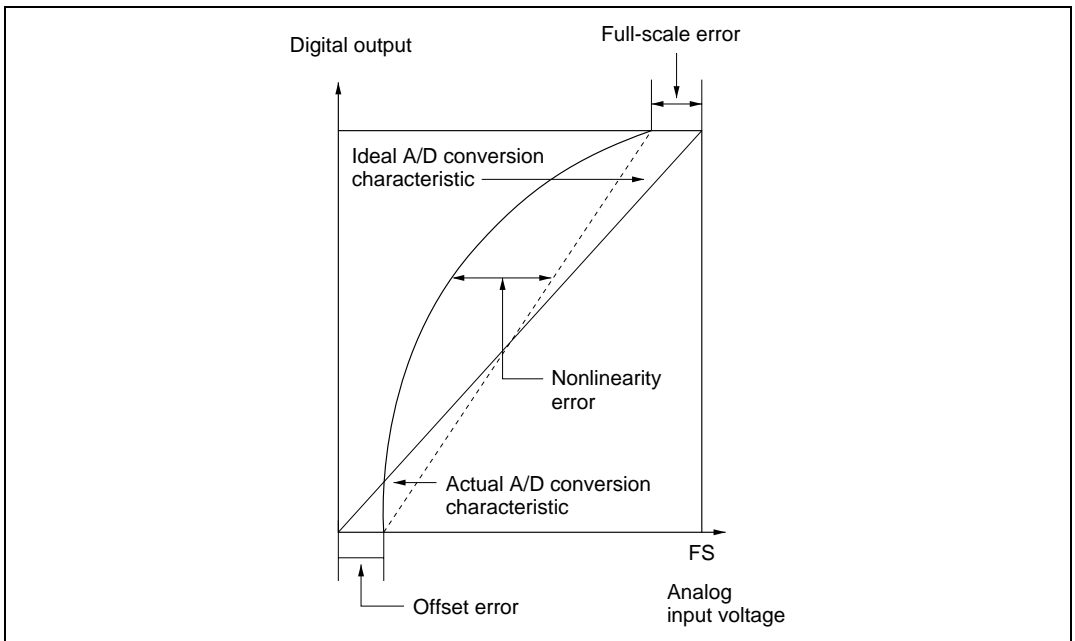 Full-scale error
Digital output
Ideal A/D conversion
characteristic
Nonlinearity
error
Actual A/D conversion
characteristic
FS
Offset error
Analog
input voltage